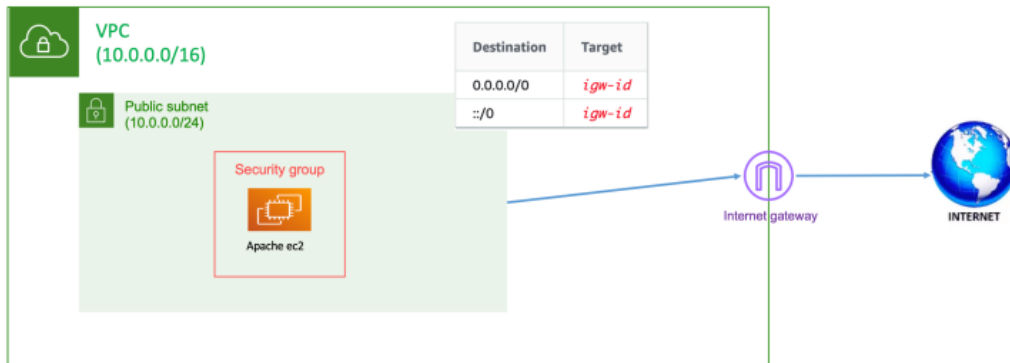 VPC
(10.0.0.0/16)
Destination Target
0.0.0.0/0 igw-id
::/0 igw-id
Public subnet
(10.0.0.0/24)
Security group
Apache ec2
Internet gateway
INTERNET